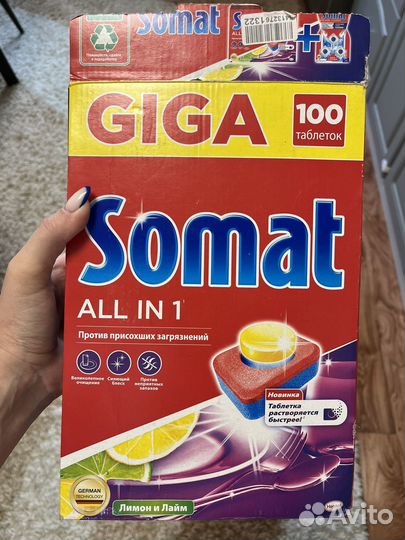 Somat
GIGA
100
таблеток
Somat
ALL IN 1
Против присохших загрязнений
Великолепное
очищение
Сияющий
блеск
Против
неприятных
запахов
Новинка
Таблетка
растворяется
быстрее!
GERMAN
TECHNOLOGY
Лимон и Лайм
Avito